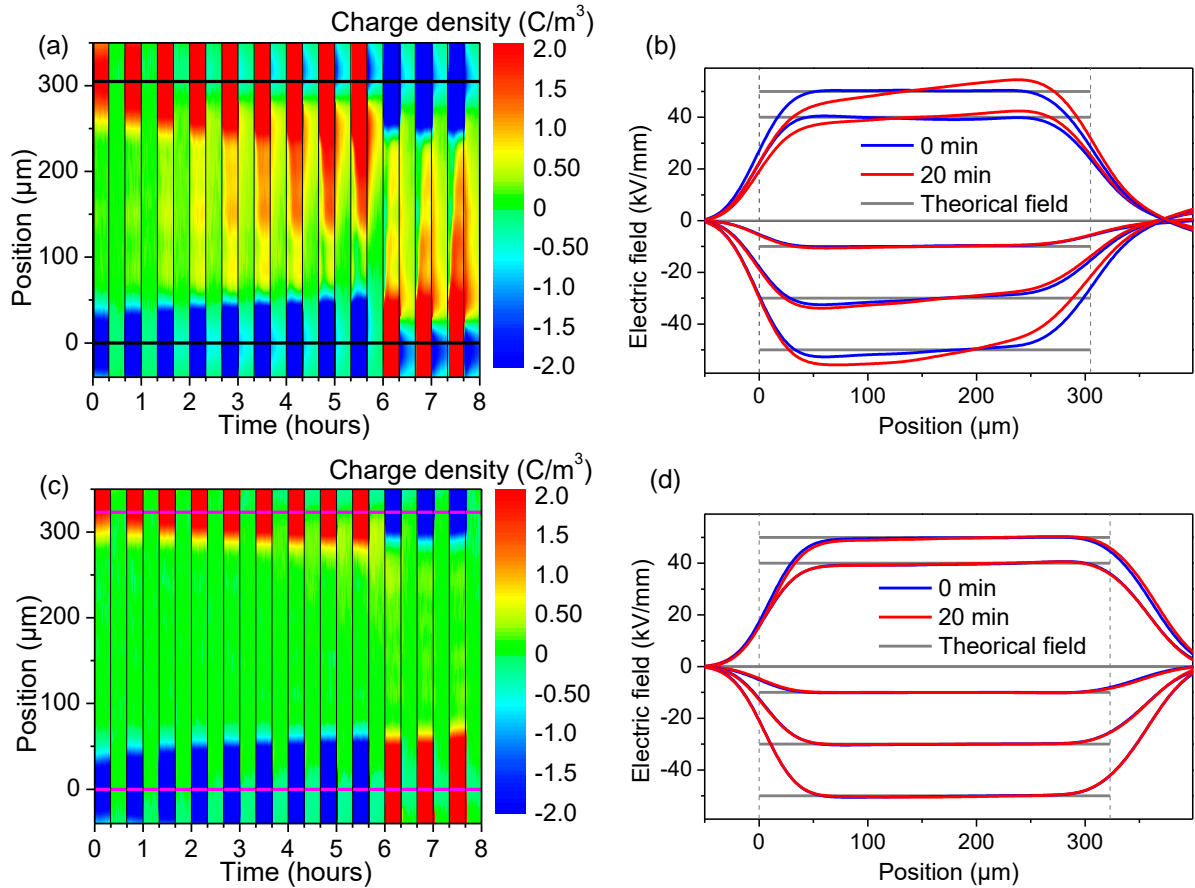 (a)
Charge density (C/m³)
300
200
100
0
Position (µm)
0 1 2 3 4 5 6 7 8
Time (hours)
2.0
1.5
1.0
0.50
0
-0.50
-1.0
-1.5
-2.0
(b)
40
20
0
-20
-40
Electric field (kV/mm)
0 min
20 min
Theorical field
0 100 200 300
Position (µm)
(c)
Charge density (C/m³)
300
200
100
0
Position (µm)
0 1 2 3 4 5 6 7 8
Time (hours)
2.0
1.5
1.0
0.50
0
-0.50
-1.0
-1.5
-2.0
(d)
40
20
0
-20
-40
Electric field (kV/mm)
0 min
20 min
Theorical field
0 100 200 300
Position (µm)